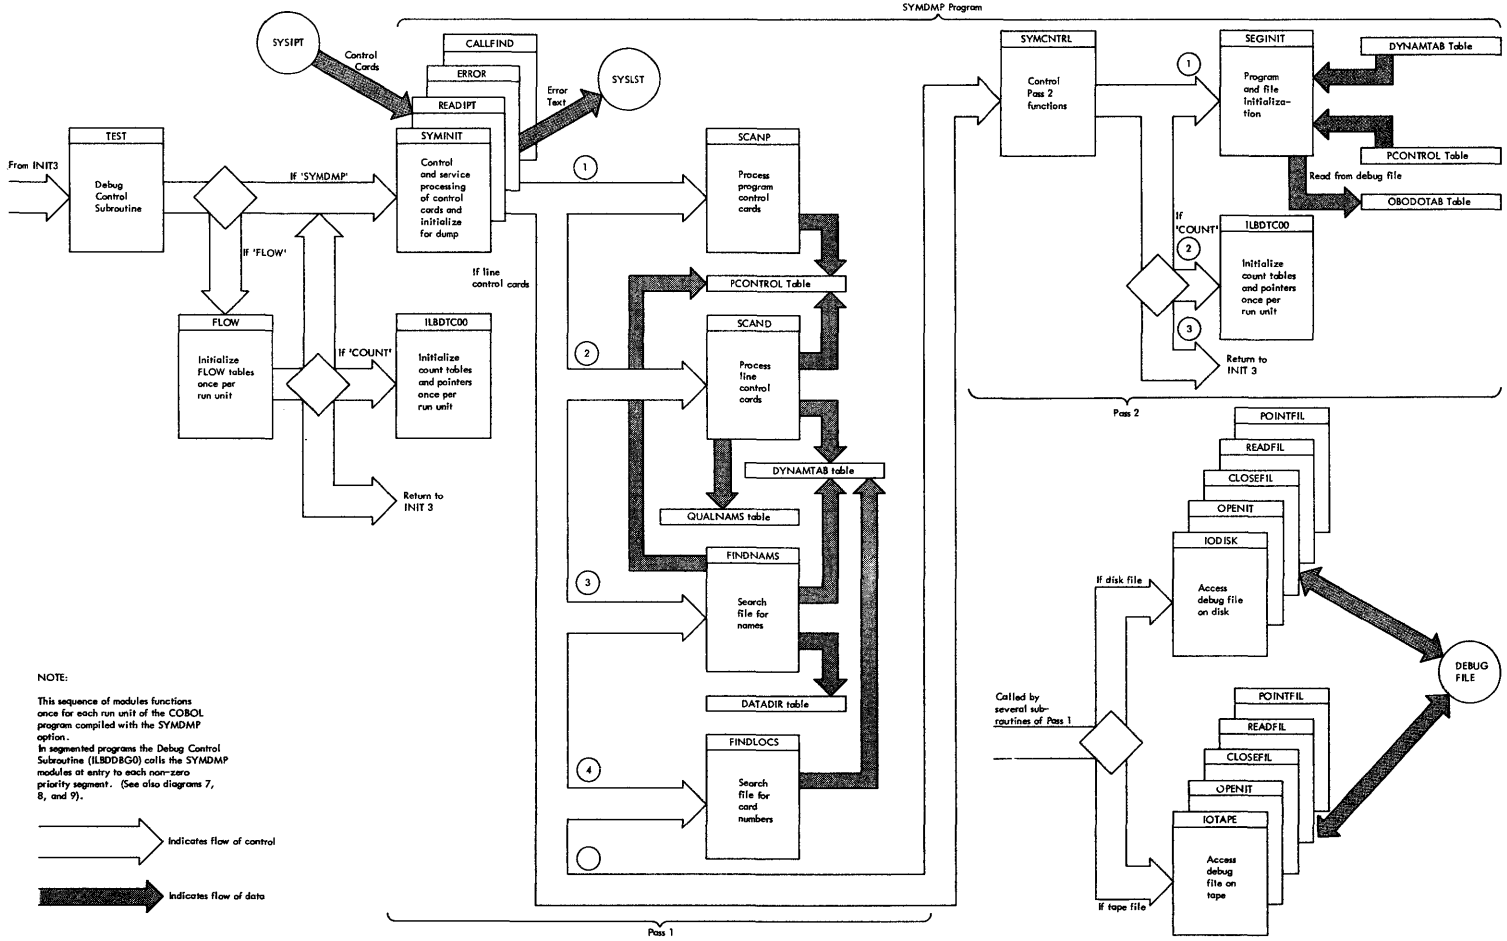 SYMDMP Program
SYSIPT
Control
Cards
CALLFIND
ERROR
READIPT
SYMINIT
Control
and service
processing
of control
cards and
initialize
for dump
Error
Text
SYSLST
From INIT3
TEST
Debug
Control
Subroutine
If 'SYMDMP'
If 'FLOW'
FLOW
Initialize
FLOW tables
once per
run unit
If 'COUNT'
ILBDTC00
Initialize
count tables
and pointers
once per
run unit
Return to
INIT 3
If line
control cards
1
SCANP
Process
program
control
cards
PCONTROL Table
2
SCAND
Process
line
control
cards
DYNAMTAB table
QUALNAMS table
3
FINDNAMS
Search
file for
names
DATADIR table
4
FINDLOCS
Search
file for
card
numbers
Pass 1
SYMCNTRL
Control
Pass 2
functions
1
SEGINIT
Program
and file
initializa-
tion
DYNAMTAB Table
PCONTROL Table
Read from debug file
OBODOTAB Table
If
'COUNT'
2
ILBDTC00
Initialize
count tables
and pointers
once per
run unit
3
Return to
INIT 3
Pass 2
POINTFIL
READFIL
CLOSEFIL
OPENIT
IODISK
Access
debug file
on disk
If disk file
Called by
several sub-
routines of Pass 1
DEBUG
FILE
POINTFIL
READFIL
CLOSEFIL
OPENIT
IOTAPE
Access
debug
file on
tape
If tape file
NOTE:
This sequence of modules functions
once for each run unit of the COBOL
program compiled with the SYMDMP
option.
In segmented programs the Debug Control
Subroutine (ILBDDBG0) calls the SYMDMP
modules at entry to each non-zero
priority segment. (See also diagrams 7,
8, and 9).
Indicates flow of control
Indicates flow of data